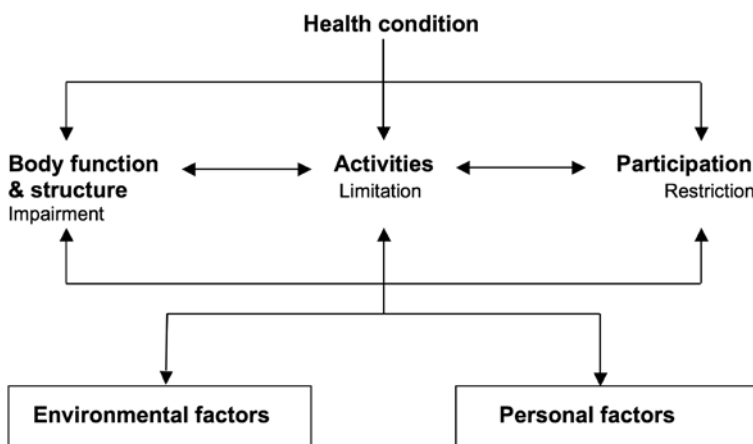 Health condition
Body function
& structure
Impairment
Activities
Limitation
Participation
Restriction
Environmental factors
Personal factors